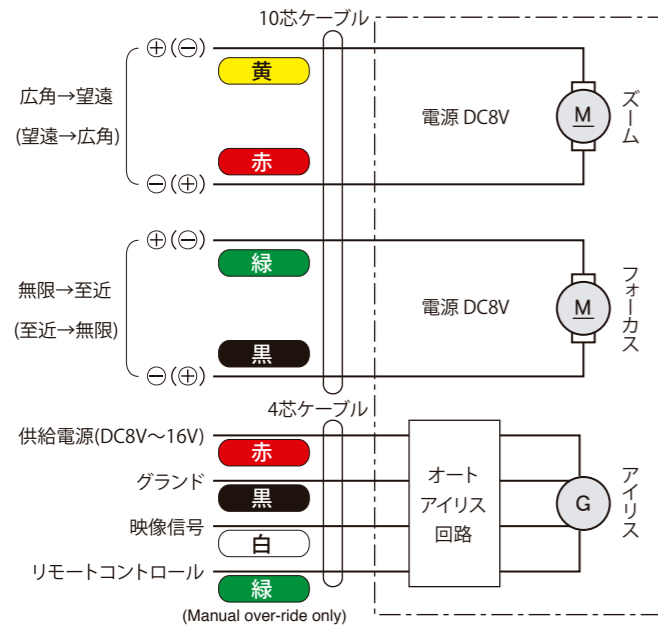 10芯ケーブル
⊕(⊖)
黄
広角→望遠
(望遠→広角)
電源 DC8V
M
ズーム
赤
⊖(⊕)
⊕(⊖)
緑
無限→至近
(至近→無限)
電源 DC8V
M
フォーカス
黒
⊖(⊕)
4芯ケーブル
供給電源(DC8V〜16V)
赤
グランド
黒
映像信号
白
リモートコントロール
緑
(Manual over-ride only)
オート
アイリス
回路
G
アイリス